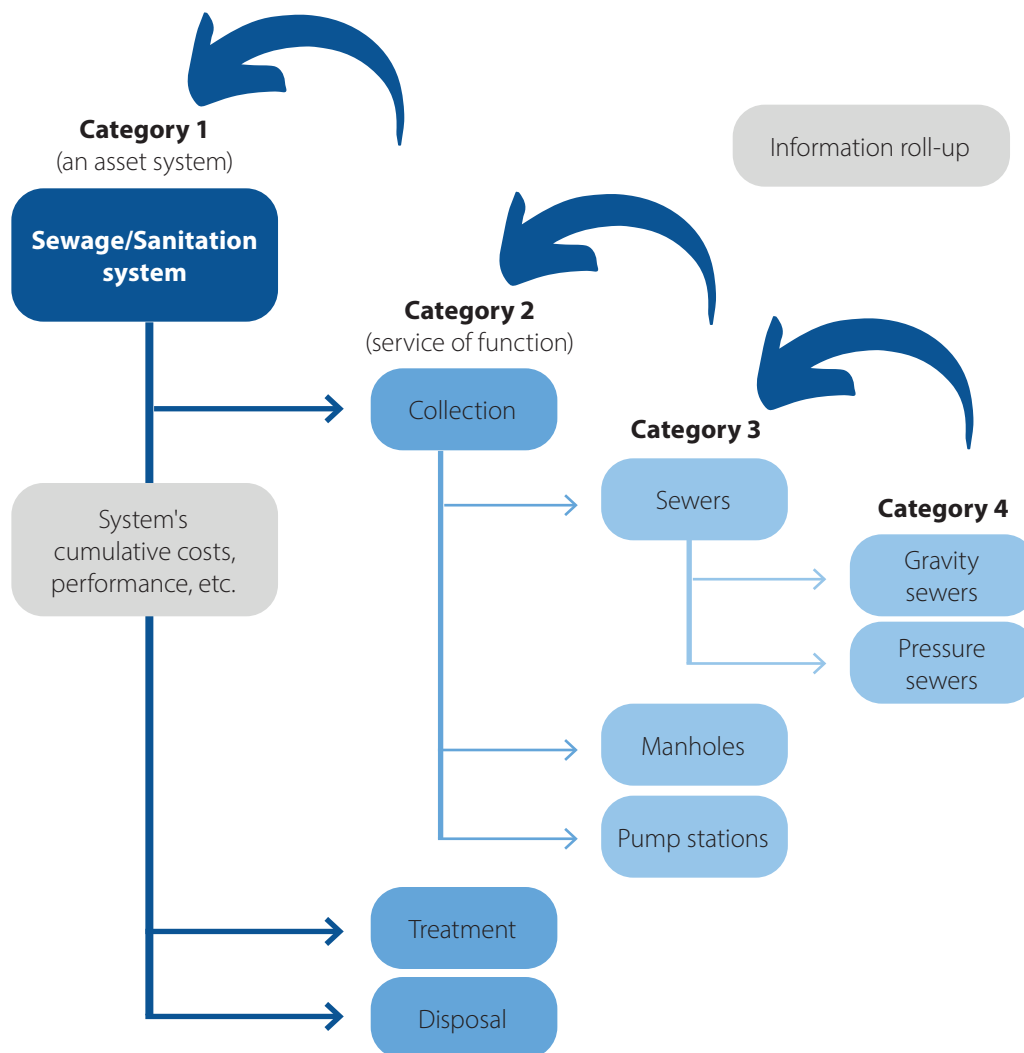 Category 1
(an asset system)
Information roll-up
Sewage/Sanitation
system
Category 2
(service of function)
Collection
Category 3
Sewers
System's
cumulative costs,
performance, etc.
Category 4
Gravity
sewers
Pressure
sewers
Manholes
Pump stations
Treatment
Disposal